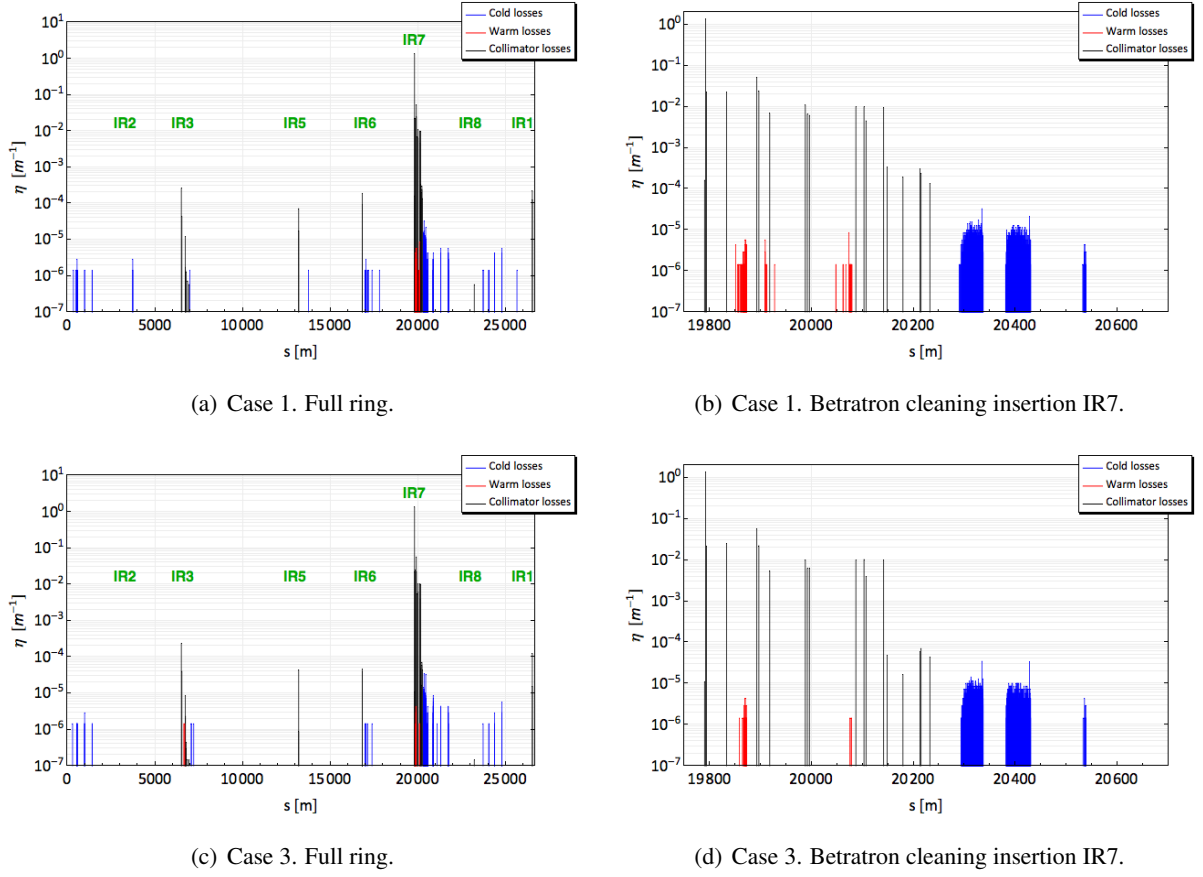 Cold losses
Warm losses
Collimator losses
10^1
10^0
10^-1
10^-2
10^-3
10^-4
10^-5
10^-6
10^-7
η [m^-1]
IR7
IR2 IR3 IR5 IR6 IR8 IR1
0 5000 10000 15000 20000 25000
s [m]
(a) Case 1. Full ring.
Cold losses
Warm losses
Collimator losses
10^0
10^-1
10^-2
10^-3
10^-4
10^-5
10^-6
10^-7
η [m^-1]
19800 20000 20200 20400 20600
s [m]
(b) Case 1. Betratron cleaning insertion IR7.
Cold losses
Warm losses
Collimator losses
10^1
10^0
10^-1
10^-2
10^-3
10^-4
10^-5
10^-6
10^-7
η [m^-1]
IR7
IR2 IR3 IR5 IR6 IR8 IR1
0 5000 10000 15000 20000 25000
s [m]
(c) Case 3. Full ring.
Cold losses
Warm losses
Collimator losses
10^0
10^-1
10^-2
10^-3
10^-4
10^-5
10^-6
10^-7
η [m^-1]
19800 20000 20200 20400 20600
s [m]
(d) Case 3. Betratron cleaning insertion IR7.